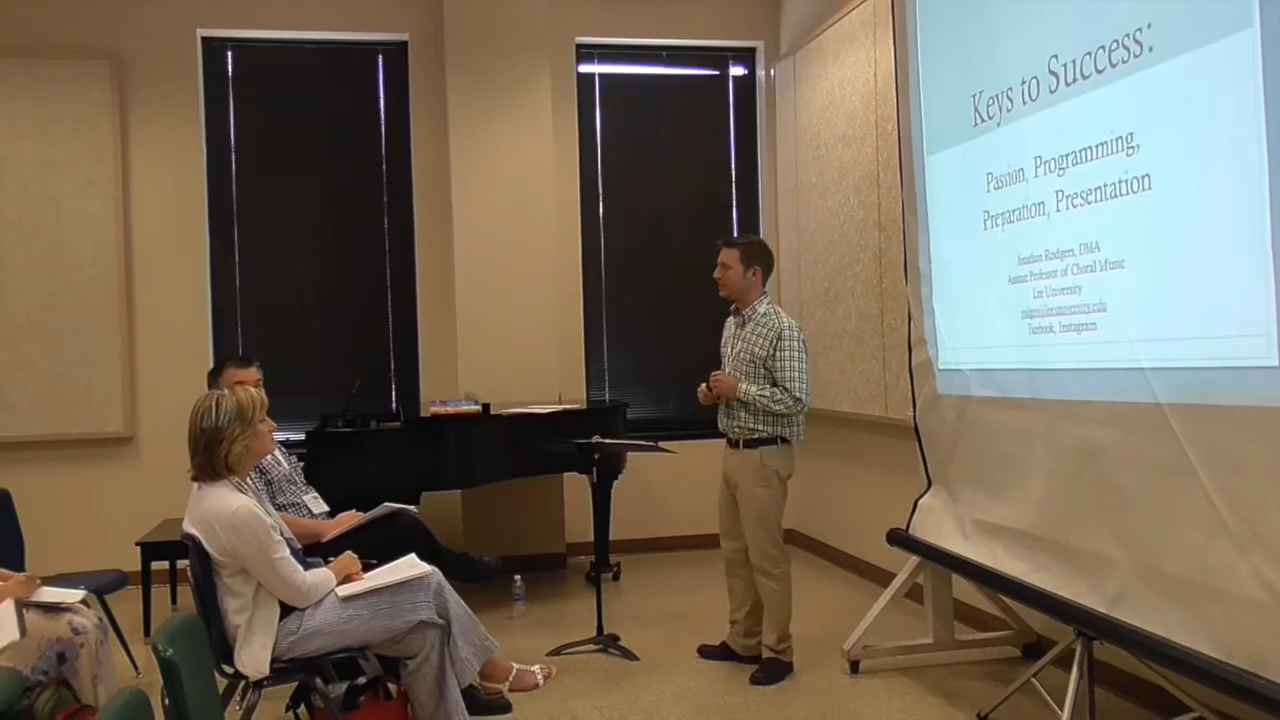 Keys to Success:
Passion, Programming,
Preparation, Presentation
Jonathan Rodgers, DMA
Assistant Professor of Choral Music
Lee University
Facebook, Instagram